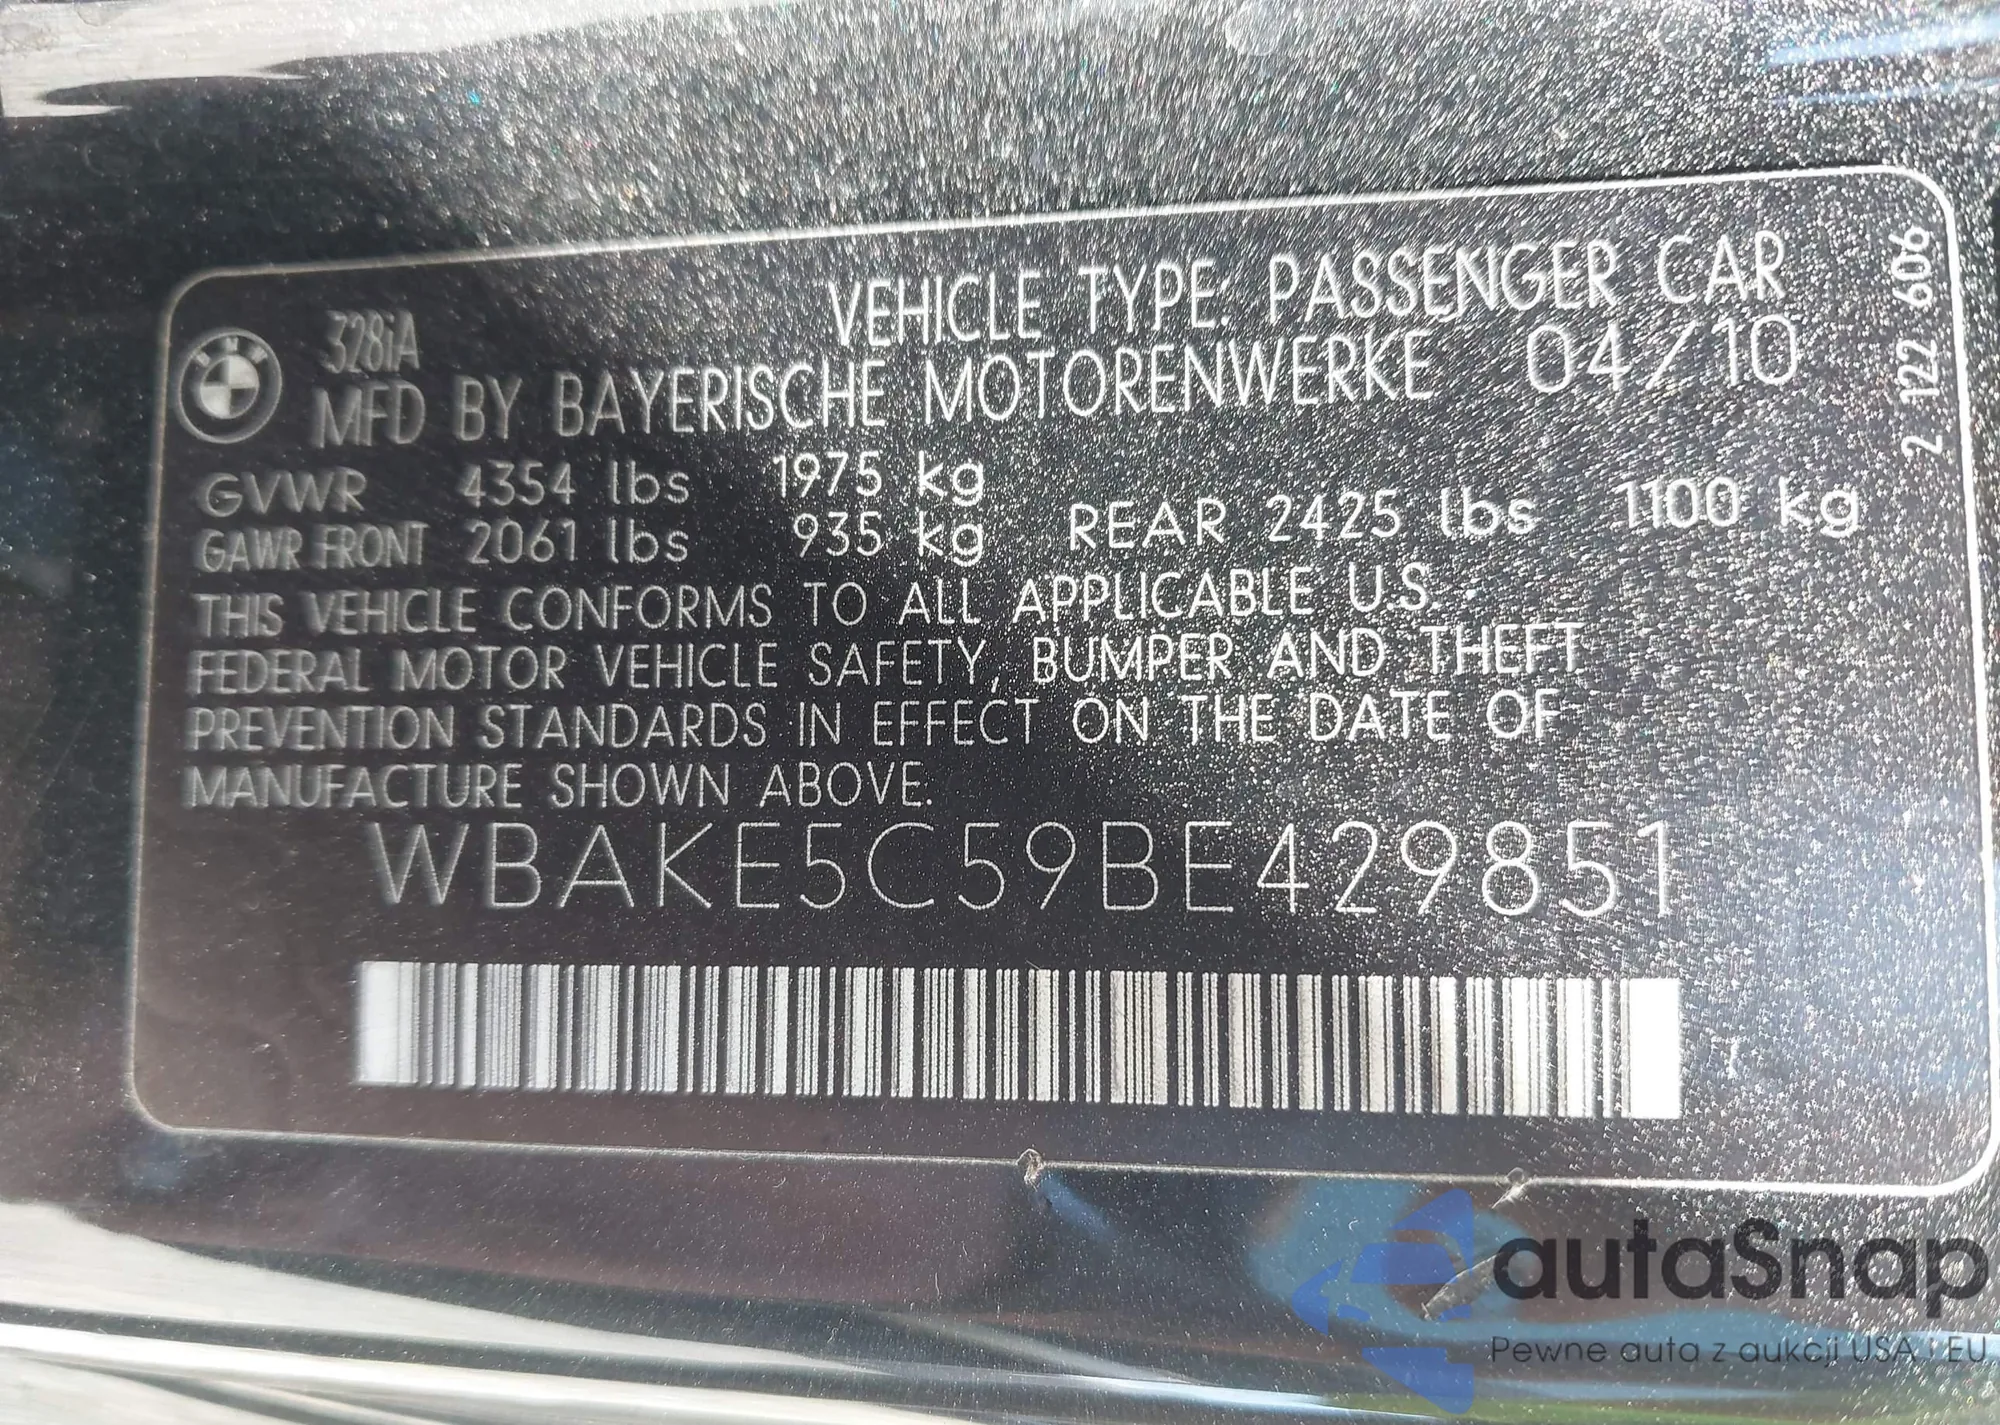 VEHICLE TYPE: PASSENGER CAR
BMW
328iA
MFD BY BAYERISCHE MOTORENWERKE 04/10
GVWR 4354 lbs 1975 kg
GAWR FRONT 2061 lbs 935 kg REAR 2425 lbs 1100 kg
THIS VEHICLE CONFORMS TO ALL APPLICABLE U.S.
FEDERAL MOTOR VEHICLE SAFETY, BUMPER AND THEFT
PREVENTION STANDARDS IN EFFECT ON THE DATE OF
MANUFACTURE SHOWN ABOVE.
WBAKE5C59BE429851
2 122 606
autaSnap
Pewne auta z aukcji USA i EU